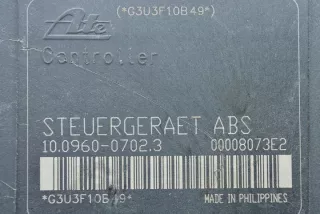 (*G3U3F10B49*)
Ate
Controller
STEUERGERAET ABS
10.0960-0702.3 00008073E2
*G3U3F10B49* MADE IN PHILIPPINES